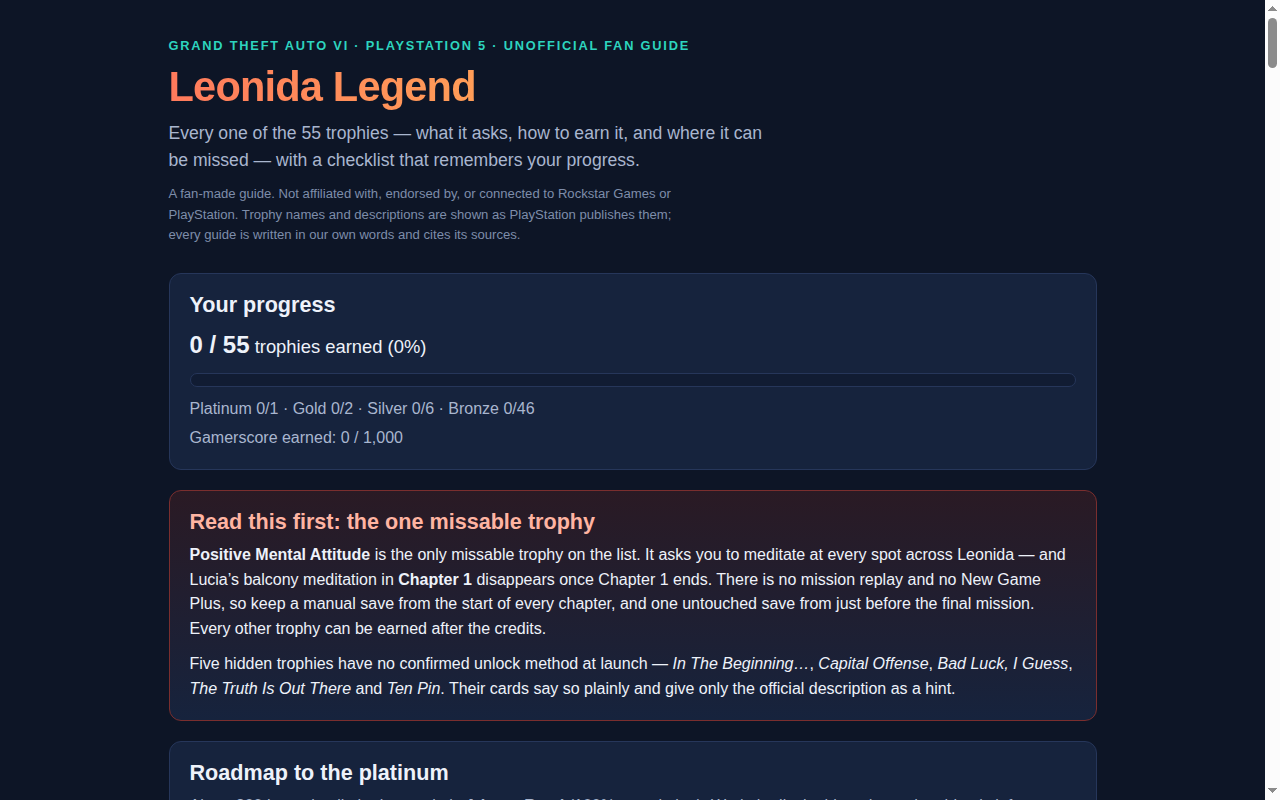 GRAND THEFT AUTO VI · PLAYSTATION 5 · UNOFFICIAL FAN GUIDE
Leonida Legend
Every one of the 55 trophies — what it asks, how to earn it, and where it can
be missed — with a checklist that remembers your progress.
A fan-made guide. Not affiliated with, endorsed by, or connected to Rockstar Games or
PlayStation. Trophy names and descriptions are shown as PlayStation publishes them;
every guide is written in our own words and cites its sources.
Your progress
0 / 55 trophies earned (0%)
Platinum 0/1 · Gold 0/2 · Silver 0/6 · Bronze 0/46
Gamerscore earned: 0 / 1,000
Read this first: the one missable trophy
Positive Mental Attitude is the only missable trophy on the list. It asks you to meditate at every spot across Leonida — and
Lucia’s balcony meditation in Chapter 1 disappears once Chapter 1 ends. There is no mission replay and no New Game
Plus, so keep a manual save from the start of every chapter, and one untouched save from just before the final mission.
Every other trophy can be earned after the credits.
Five hidden trophies have no confirmed unlock method at launch — In The Beginning…, Capital Offense, Bad Luck, I Guess,
The Truth Is Out There and Ten Pin. Their cards say so plainly and give only the official description as a hint.
Roadmap to the platinum